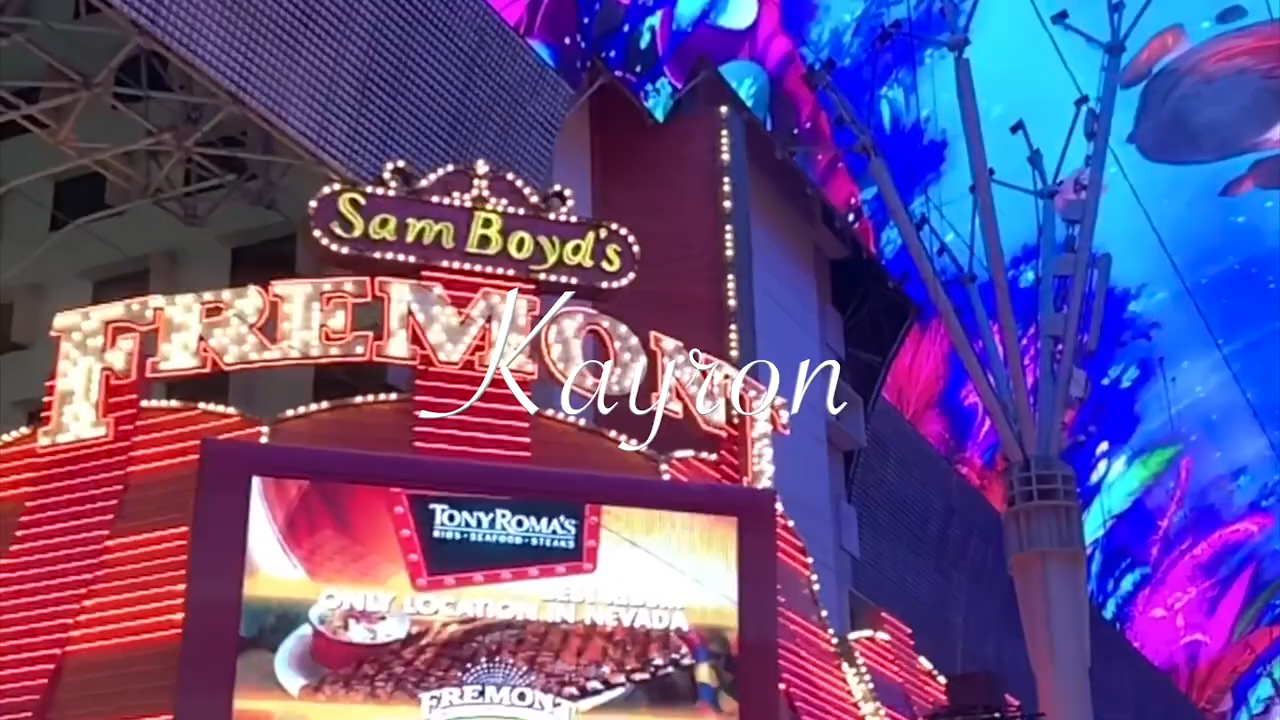 Sam Boyd's
FREMONT
Kayron
TONY ROMA'S
RIBS • SEAFOOD • STEAKS
ONLY LOCATION IN NEVADA
FREMONT